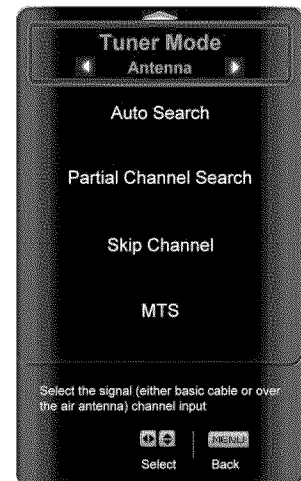 Tuner Mode
Antenna
Auto Search
Partial Channel Search
Skip Channel
MTS
Select the signal (either basic cable or over
the air antenna) channel input
MENU
Select Back